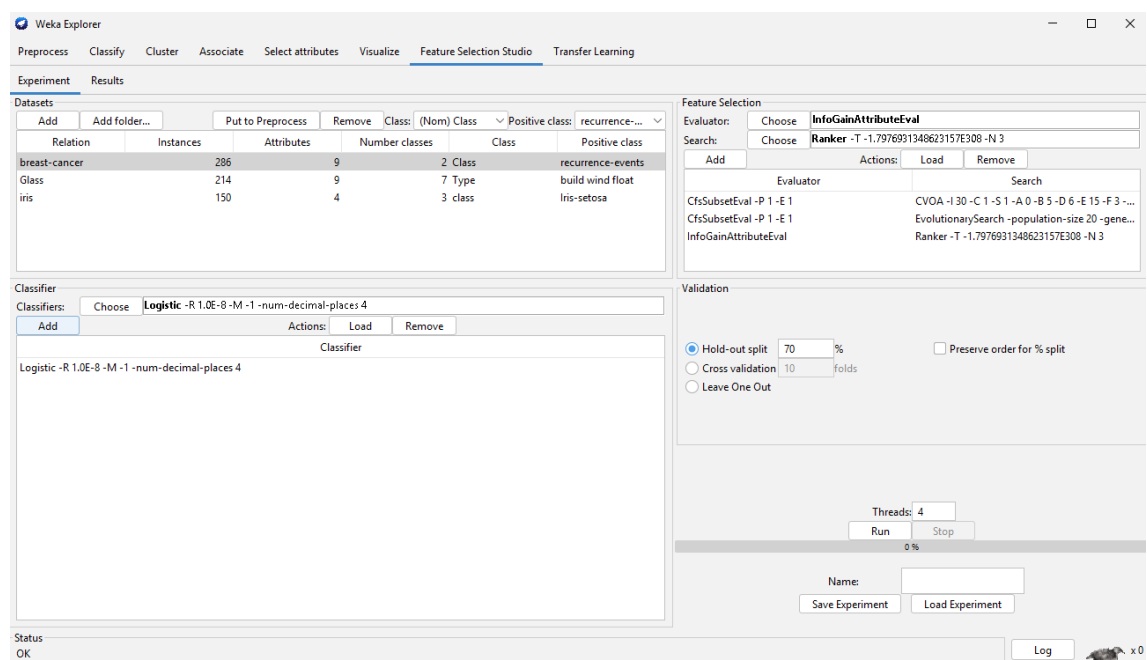 Weka Explorer
Preprocess Classify Cluster Associate Select attributes Visualize Feature Selection Studio Transfer Learning
Experiment Results
Datasets
Add Add folder... Put to Preprocess Remove Class: (Nom) Class Positive class: recurrence-...
Relation Instances Attributes Number classes Class Positive class
breast-cancer 286 9 2 Class recurrence-events
Glass 214 9 7 Type build wind float
iris 150 4 3 class Iris-setosa
Feature Selection
Evaluator: Choose InfoGainAttributeEval
Search: Choose Ranker -T -1.7976931348623157E308 -N 3
Add Actions: Load Remove
Evaluator Search
CfsSubsetEval -P 1 -E 1 CVOA -I 30 -C 1 -S 1 -A 0 -B 5 -D 6 -E 15 -F 3 -...
CfsSubsetEval -P 1 -E 1 EvolutionarySearch -population-size 20 -gene...
InfoGainAttributeEval Ranker -T -1.7976931348623157E308 -N 3
Classifier
Classifiers: Choose Logistic -R 1.0E-8 -M -1 -num-decimal-places 4
Add Actions: Load Remove
Classifier
Logistic -R 1.0E-8 -M -1 -num-decimal-places 4
Validation
Hold-out split 70 % Preserve order for % split
Cross validation 10 folds
Leave One Out
Threads: 4
Run Stop
0 %
Name:
Save Experiment Load Experiment
Status
OK
Log x 0